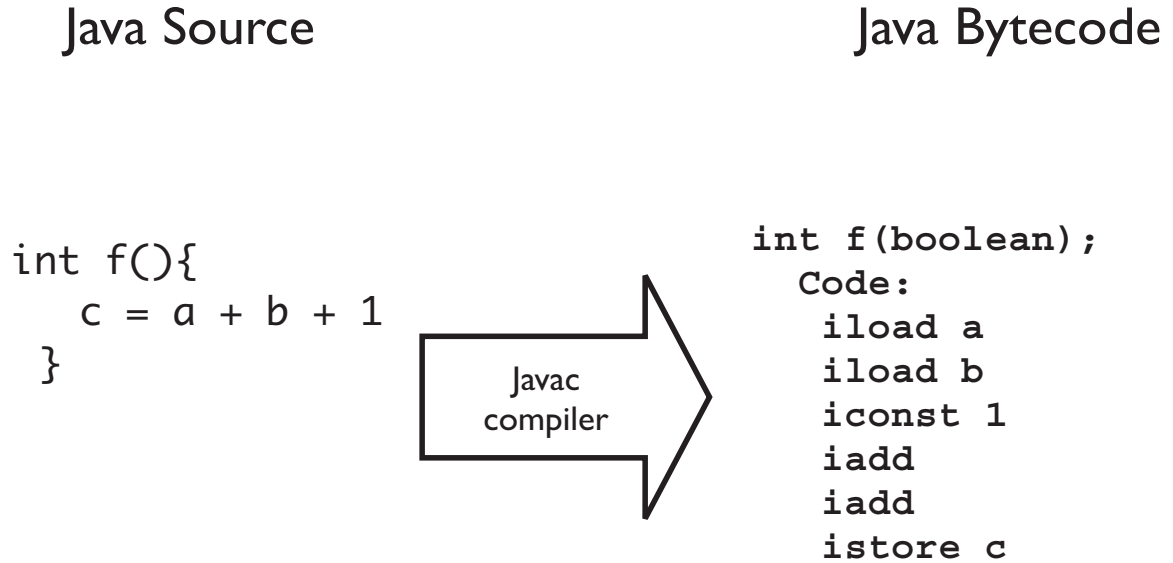 Java Source
Java Bytecode
int f(){
c = a + b + 1
}
Javac
compiler
int f(boolean);
Code:
iload a
iload b
iconst 1
iadd
iadd
istore c